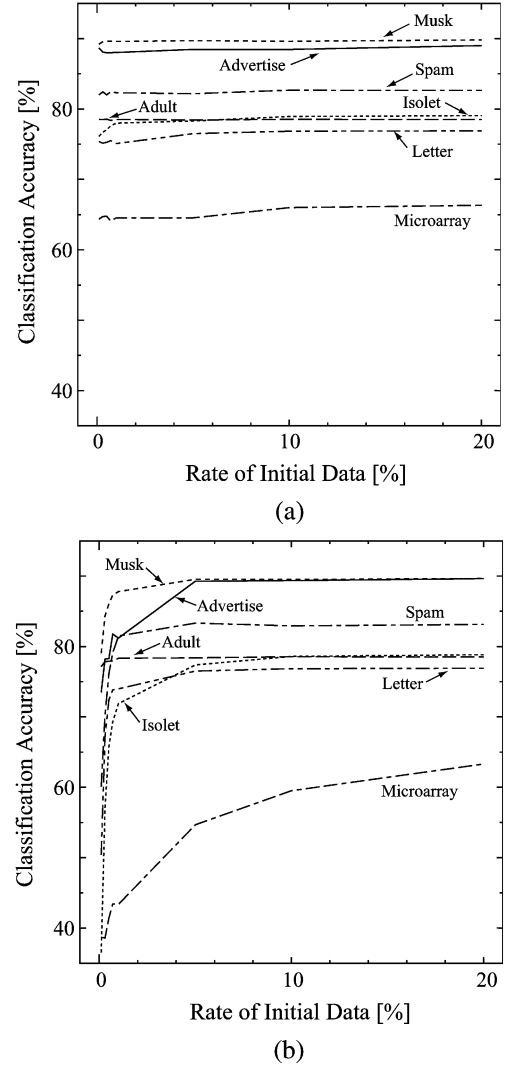 Musk
Advertise
Spam
Adult
Isolet
Letter
Microarray
80
60
40
0
10
20
Classification Accuracy [%]
Rate of Initial Data [%]
(a)
Musk
Advertise
Spam
Adult
Letter
Isolet
Microarray
80
60
40
0
10
20
Classification Accuracy [%]
Rate of Initial Data [%]
(b)